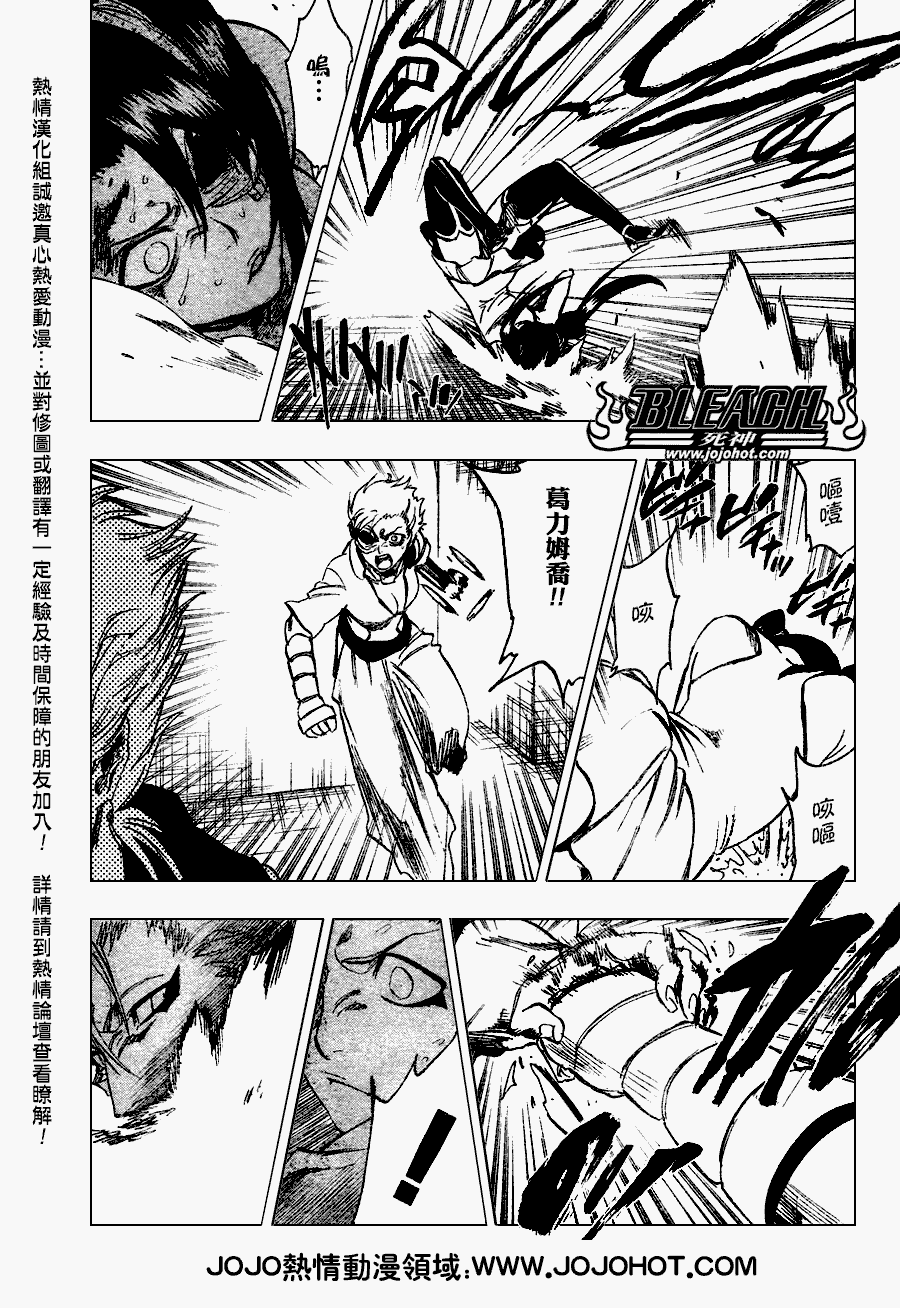 嗚…
BLEACH
死神
www.jojohot.com
嘔噎
咳
咳嘔
葛力姆喬!!
!
熱情漢化組誠邀真心熱愛動漫…並對修圖或翻譯有一定經驗及時間保障的朋友加入！ 詳情請到熱情論壇查看瞭解！
JOJO熱情動漫領域:WWW.JOJOHOT.COM